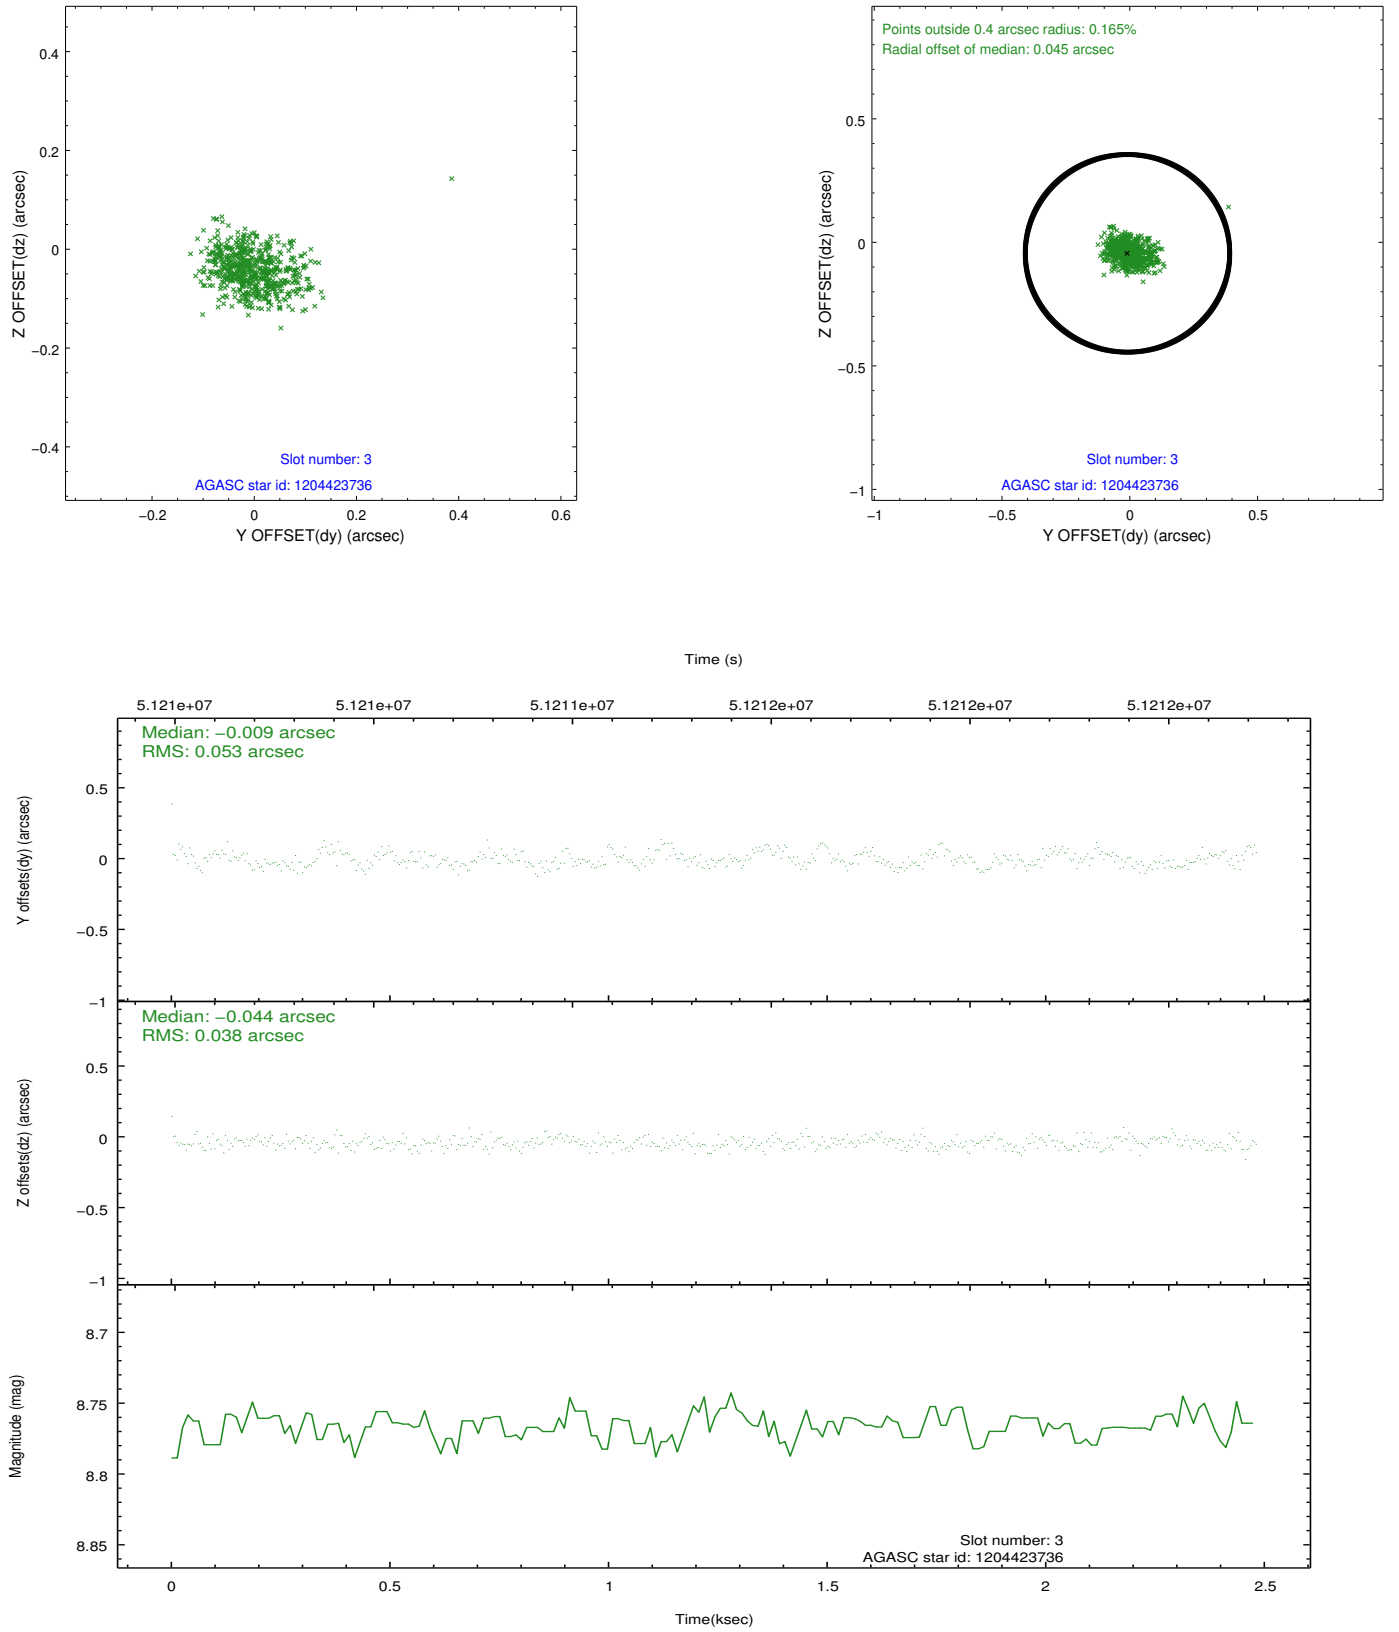 0.4
0.2
0
−0.2
−0.4
Z OFFSET(dz) (arcsec)
Slot number: 3
AGASC star id: 1204423736
−0.2 0 0.2 0.4 0.6
Y OFFSET(dy) (arcsec)
Points outside 0.4 arcsec radius: 0.165%
Radial offset of median: 0.045 arcsec
0.5
0
−0.5
−1
Z OFFSET(dz) (arcsec)
Slot number: 3
AGASC star id: 1204423736
−1 −0.5 0 0.5
Y OFFSET(dy) (arcsec)
Time (s)
5.121e+07 5.121e+07 5.1211e+07 5.1212e+07 5.1212e+07 5.1212e+07
Median: −0.009 arcsec
RMS: 0.053 arcsec
0.5
0
−0.5
−1
Y offsets(dy) (arcsec)
Median: −0.044 arcsec
RMS: 0.038 arcsec
0.5
0
−0.5
−1
Z offsets(dz) (arcsec)
8.7
8.75
8.8
8.85
Magnitude (mag)
Slot number: 3
AGASC star id: 1204423736
0 0.5 1 1.5 2 2.5
Time(ksec)